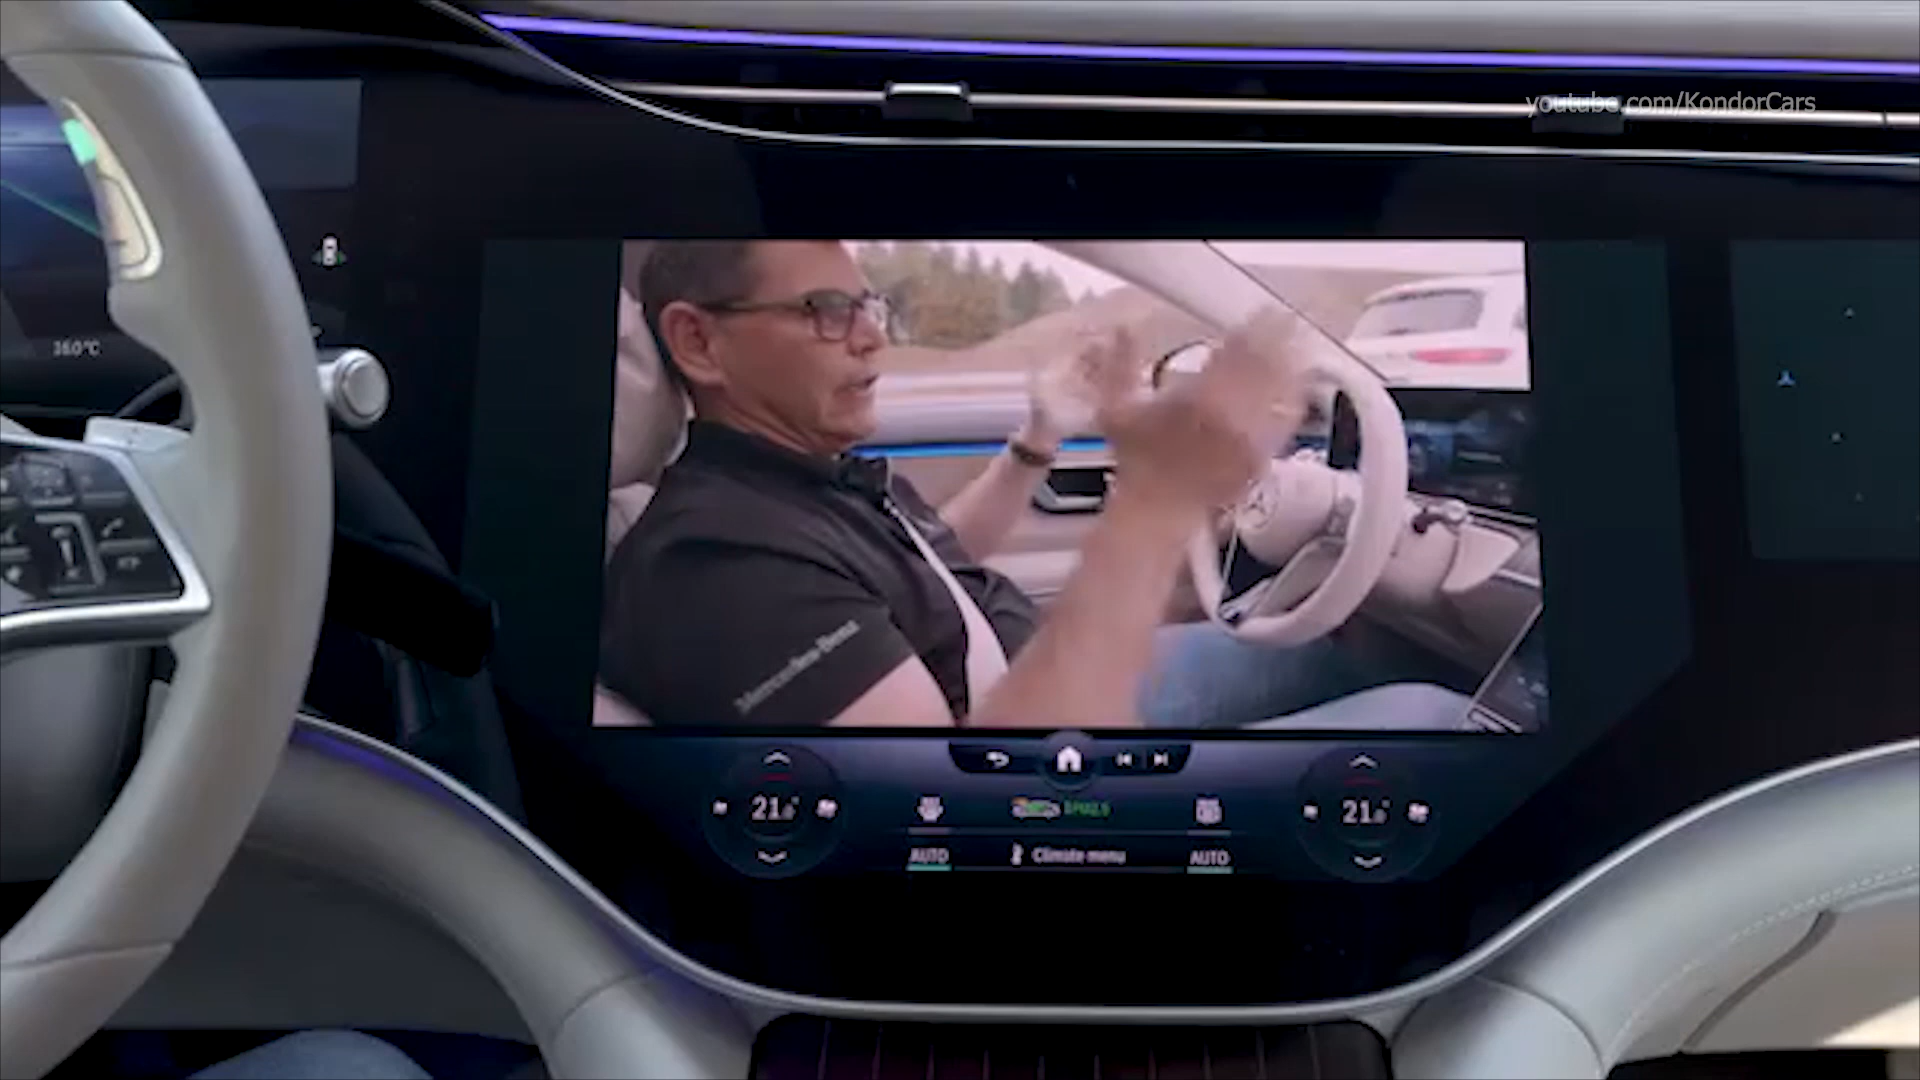 youtube.com/KondorCars
16.0°C
Mercedes-Benz
21.0
21.0
AUTO
Climate menu
AUTO